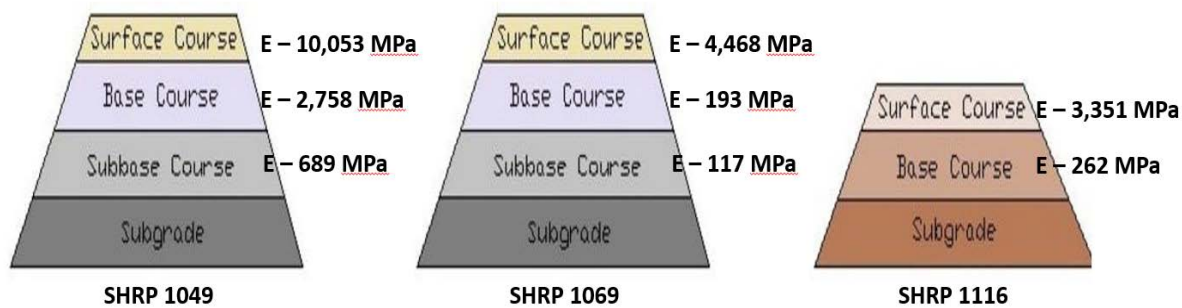 Surface Course E – 10,053 MPa
Base Course E – 2,758 MPa
Subbase Course E – 689 MPa
Subgrade
SHRP 1049
Surface Course E – 4,468 MPa
Base Course E – 193 MPa
Subbase Course E – 117 MPa
Subgrade
SHRP 1069
Surface Course E – 3,351 MPa
Base Course E – 262 MPa
Subgrade
SHRP 1116